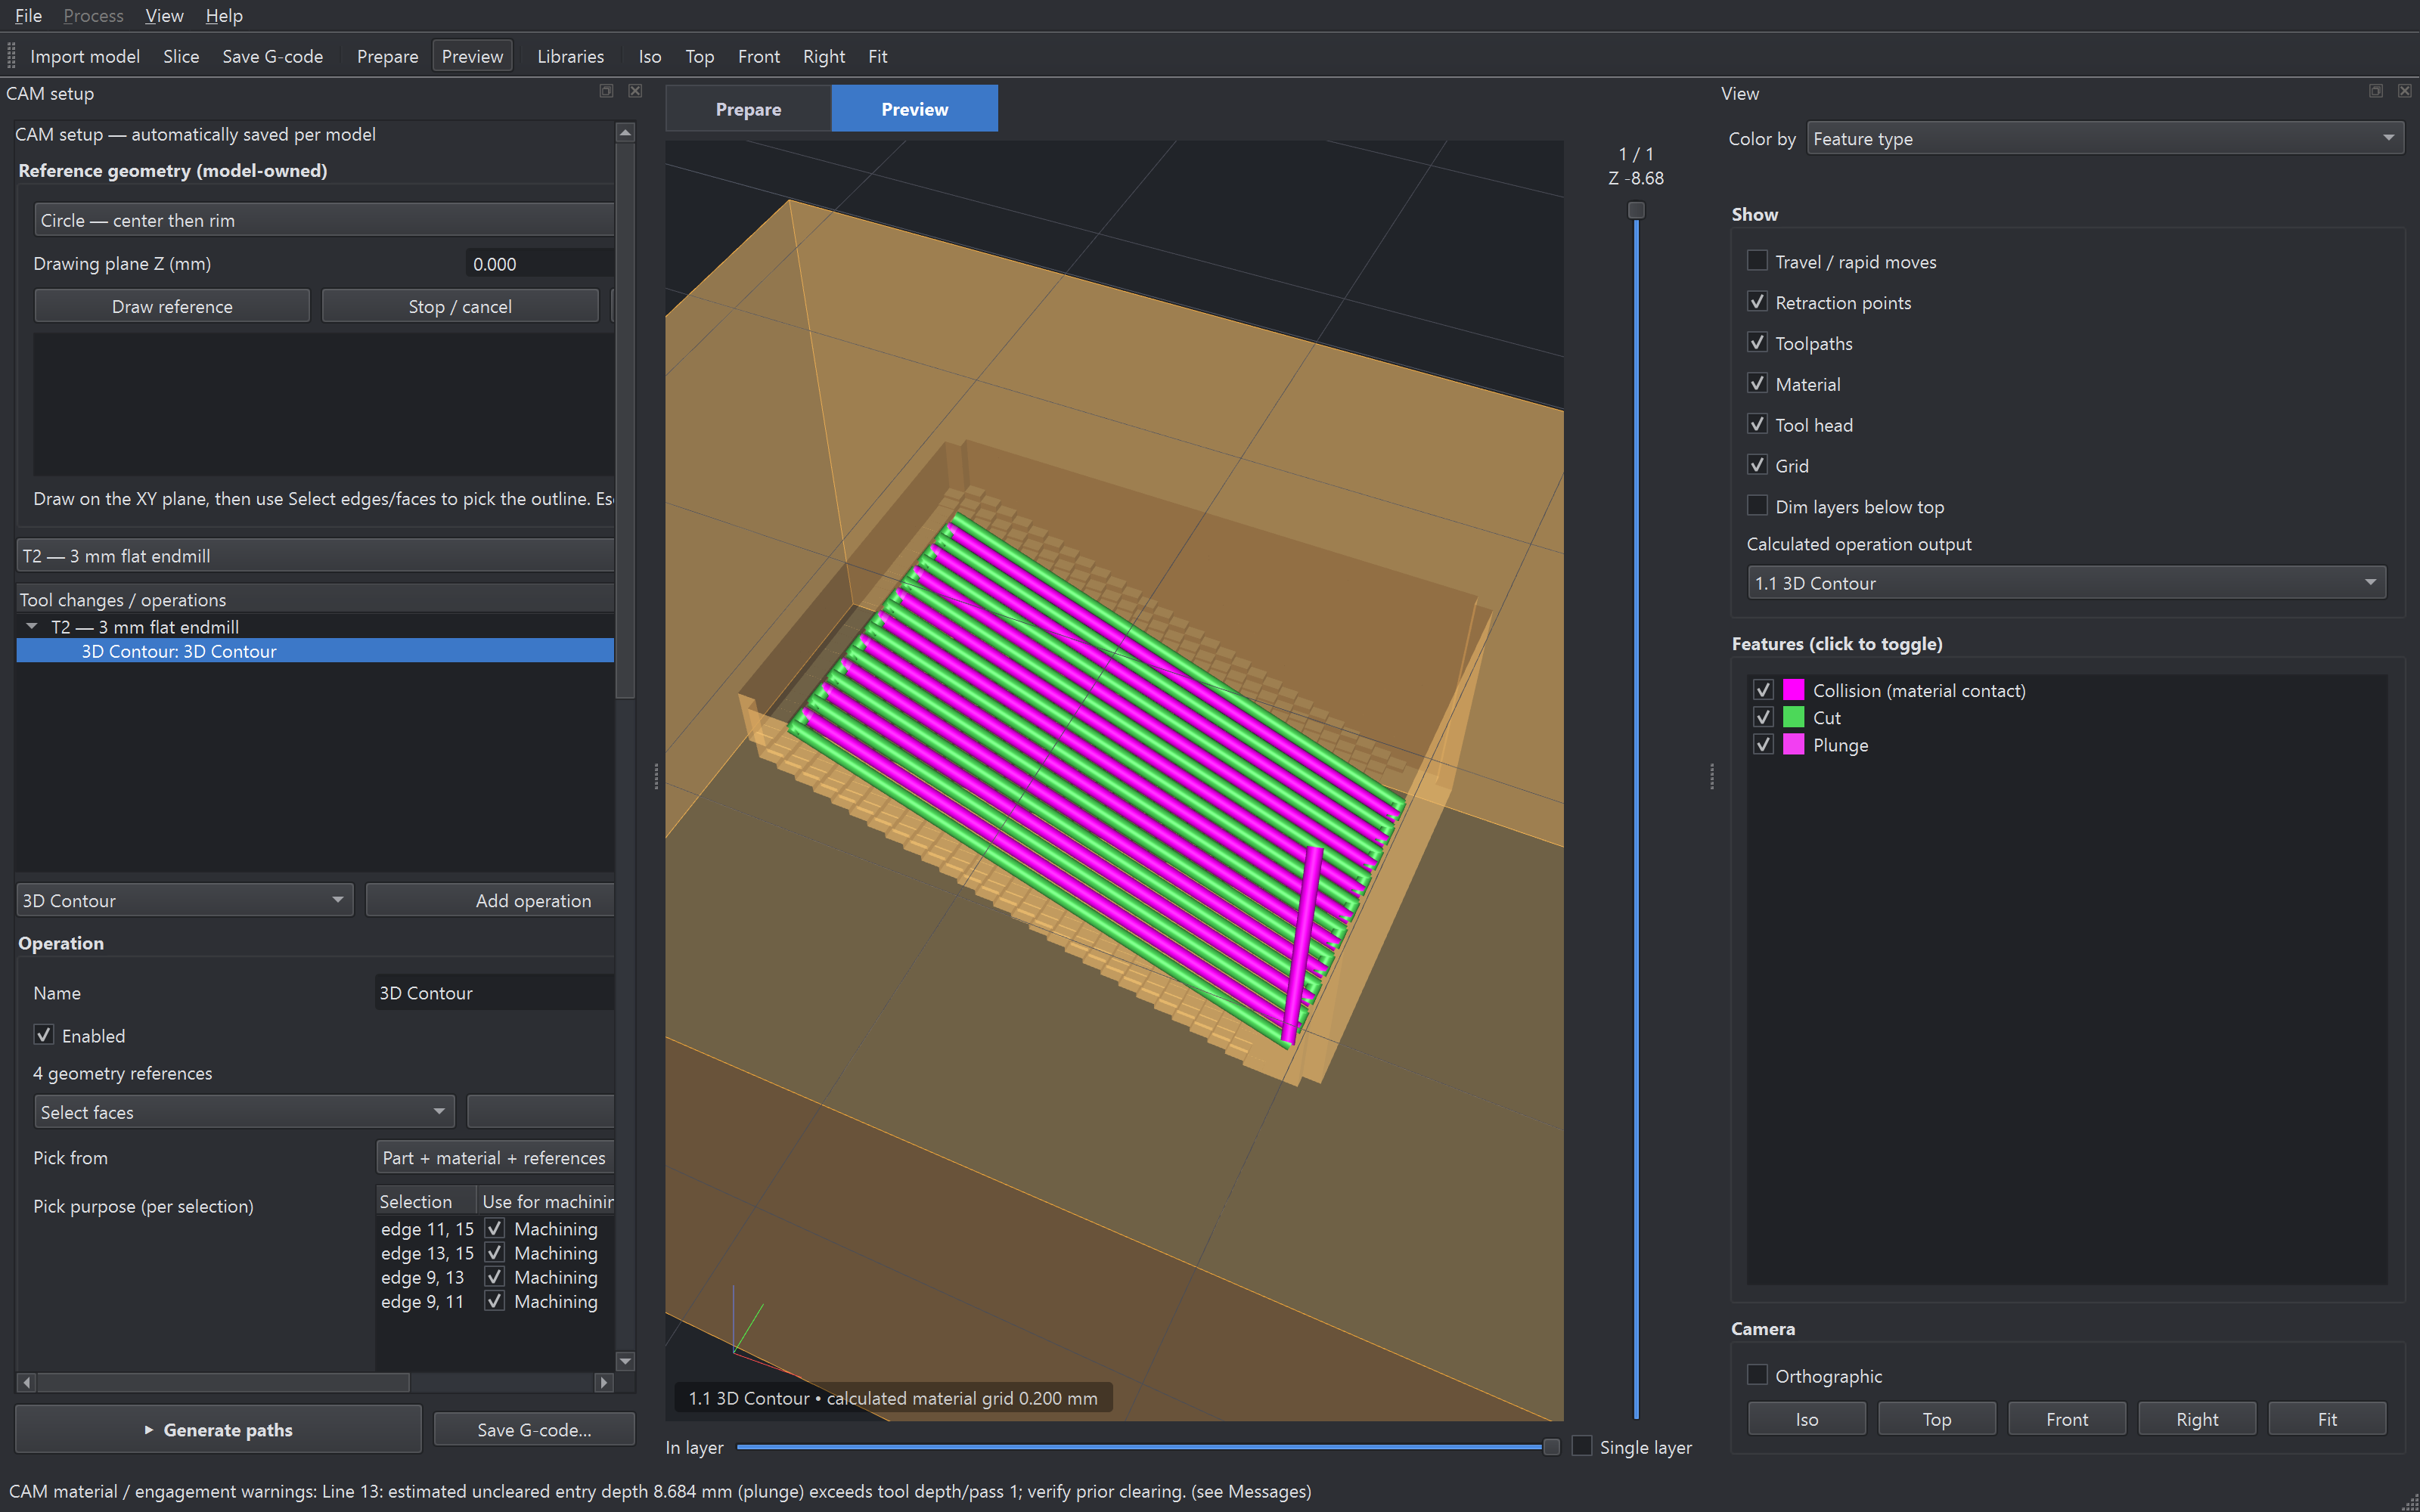 File Process View Help
Import model Slice Save G-code Prepare Preview Libraries Iso Top Front Right Fit
CAM setup
CAM setup — automatically saved per model
Reference geometry (model-owned)
Circle — center then rim
Drawing plane Z (mm) 0.000
Draw reference Stop / cancel
Draw on the XY plane, then use Select edges/faces to pick the outline. Es
T2 — 3 mm flat endmill
Tool changes / operations
T2 — 3 mm flat endmill
3D Contour: 3D Contour
3D Contour Add operation
Operation
Name 3D Contour
Enabled
4 geometry references
Select faces
Pick from Part + material + references
Pick purpose (per selection) Selection Use for machinin
edge 11, 15 Machining
edge 13, 15 Machining
edge 9, 13 Machining
edge 9, 11 Machining
Generate paths Save G-code...
Prepare Preview
1 / 1
Z -8.68
1.1 3D Contour • calculated material grid 0.200 mm
In layer Single layer
View
Color by Feature type
Show
Travel / rapid moves
Retraction points
Toolpaths
Material
Tool head
Grid
Dim layers below top
Calculated operation output
1.1 3D Contour
Features (click to toggle)
Collision (material contact)
Cut
Plunge
Camera
Orthographic
Iso Top Front Right Fit
CAM material / engagement warnings: Line 13: estimated uncleared entry depth 8.684 mm (plunge) exceeds tool depth/pass 1; verify prior clearing. (see Messages)